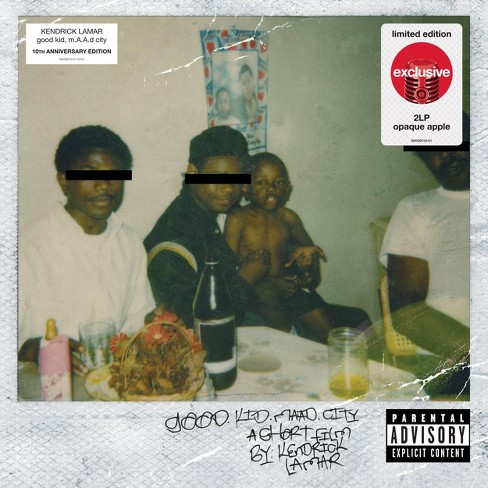 KENDRICK LAMAR
good kid, m.A.A.d city
10TH ANNIVERSARY EDITION
limited edition
exclusive
2LP
opaque apple
gOOD. KiD. MAAD. CiTY
A SHORT fiLM
BY: KENDRICK
LAMAR
PARENTAL
ADVISORY
EXPLICIT CONTENT